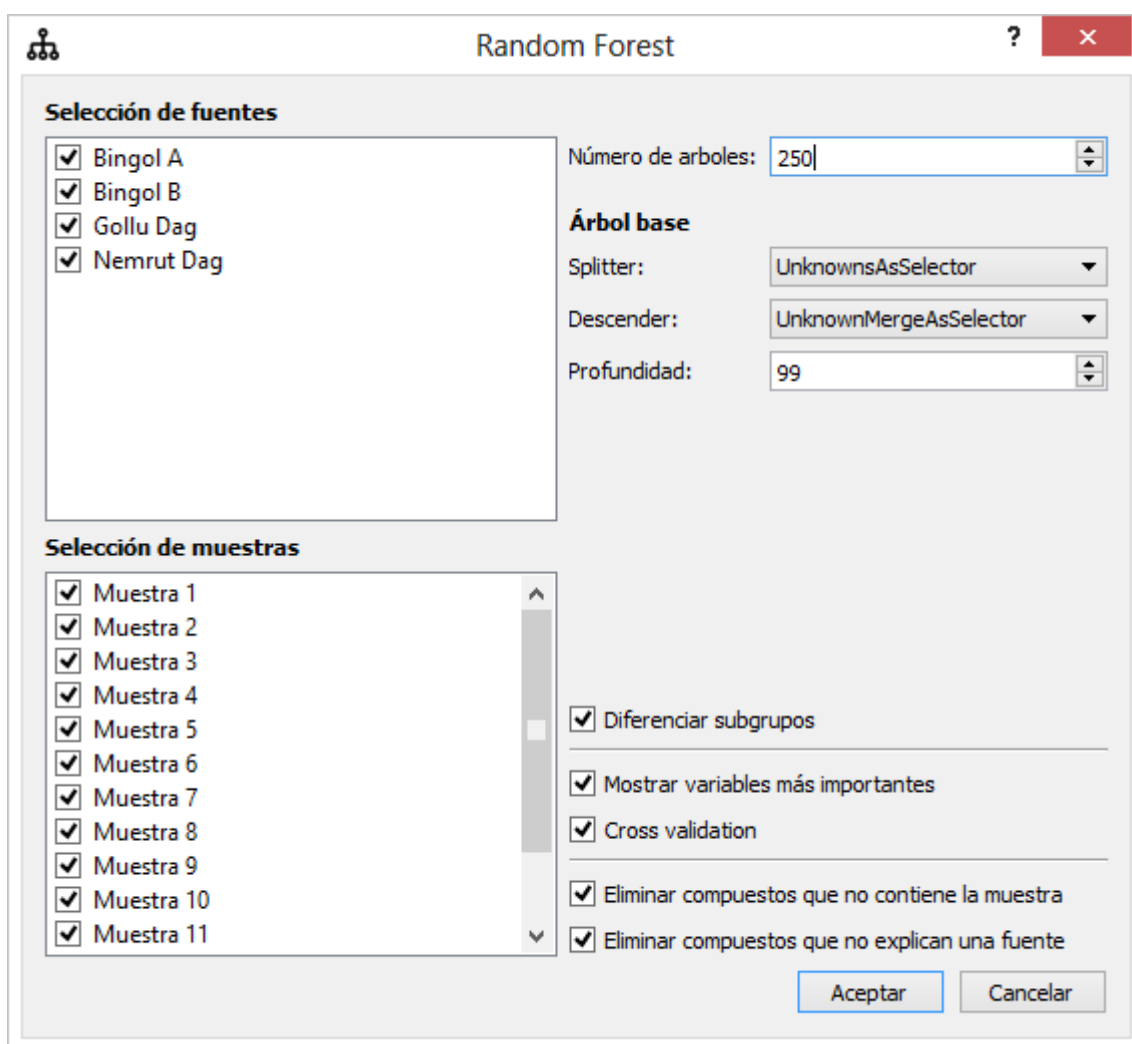 Random Forest
?
Selección de fuentes
Bingol A
Bingol B
Gollu Dag
Nemrut Dag
Número de arboles: 250
Árbol base
Splitter: UnknownsAsSelector
Descender: UnknownMergeAsSelector
Profundidad: 99
Selección de muestras
Muestra 1
Muestra 2
Muestra 3
Muestra 4
Muestra 5
Muestra 6
Muestra 7
Muestra 8
Muestra 9
Muestra 10
Muestra 11
Diferenciar subgrupos
Mostrar variables más importantes
Cross validation
Eliminar compuestos que no contiene la muestra
Eliminar compuestos que no explican una fuente
Aceptar Cancelar